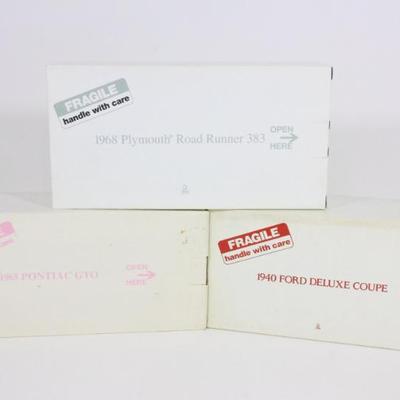 FRAGILE
handle with care
1968 Plymouth® Road Runner 383
OPEN
HERE
PONTIAC GTO
OPEN
HERE
FRAGILE
handle with care
1940 FORD DELUXE COUPE